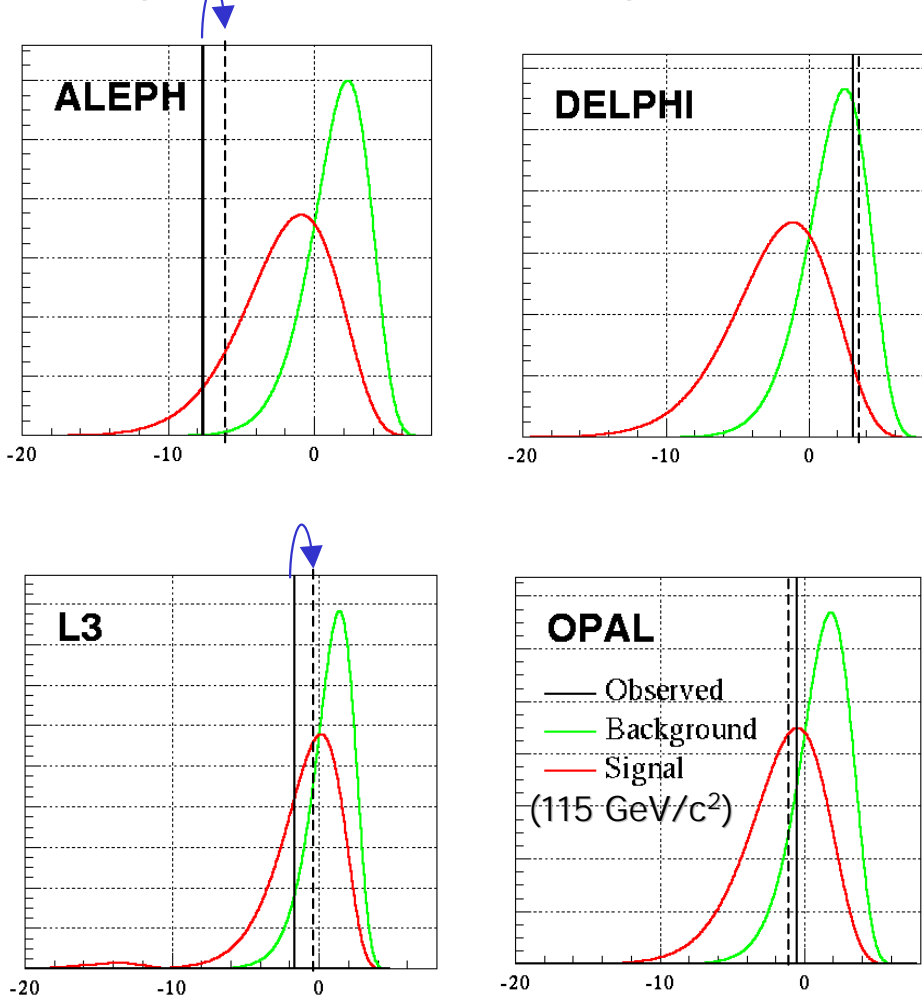 ALEPH
-20 -10 0
DELPHI
-20 -10 0
L3
-20 -10 0
OPAL
Observed
Background
Signal
(115 GeV/c²)
-20 -10 0